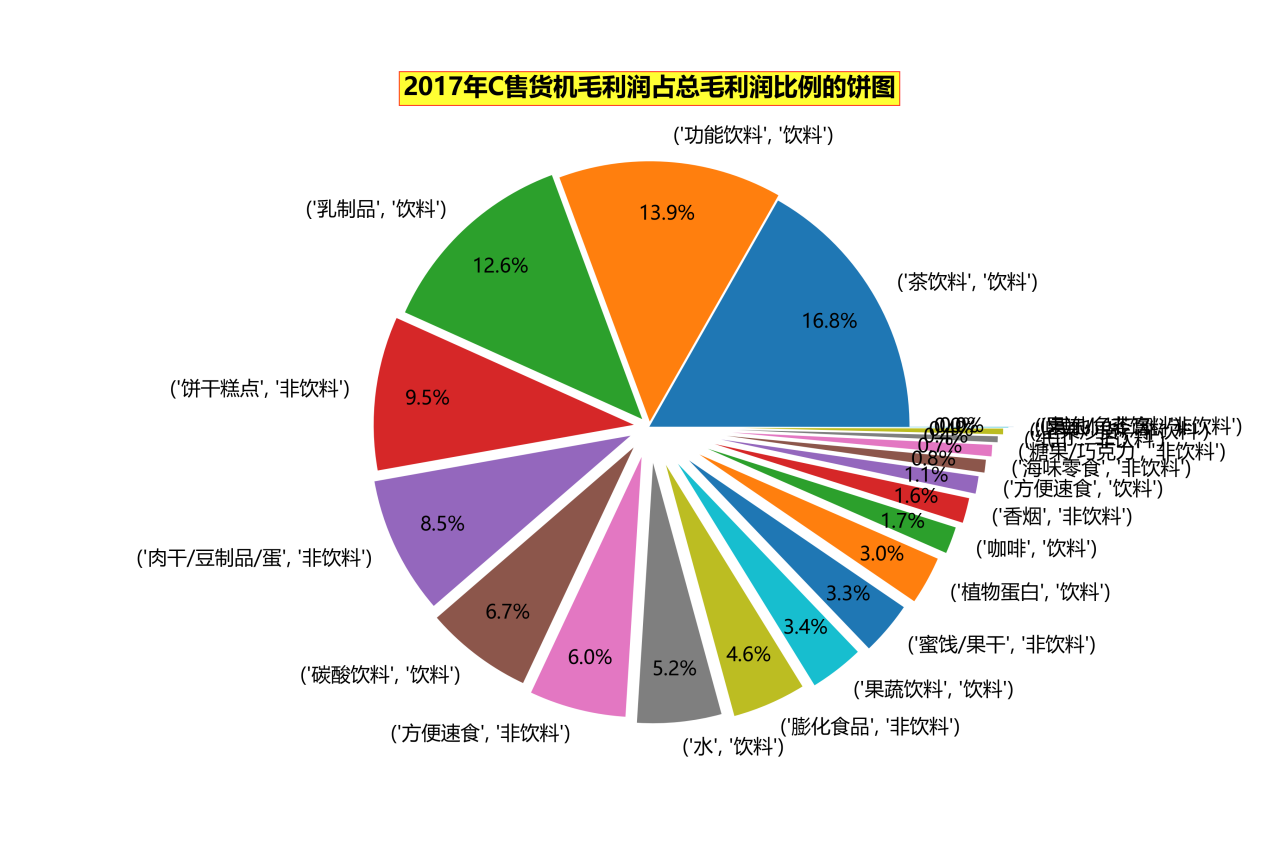 2017年C售货机毛利润占总毛利润比例的饼图
('功能饮料', '饮料')
13.9%
('乳制品', '饮料')
12.6%
('茶饮料', '饮料')
16.8%
('饼干糕点', '非饮料')
9.5%
('肉干/豆制品/蛋', '非饮料')
8.5%
('碳酸饮料', '饮料')
6.7%
('方便速食', '非饮料')
6.0%
('水', '饮料')
5.2%
('膨化食品', '非饮料')
4.6%
('果蔬饮料', '饮料')
3.4%
('蜜饯/果干', '非饮料')
3.3%
('植物蛋白', '饮料')
3.0%
('咖啡', '饮料')
1.7%
('香烟', '非饮料')
1.6%
('方便速食', '饮料')
1.1%
('海味零食', '非饮料')
0.8%
('糖果/巧克力', '非饮料')
0.7%